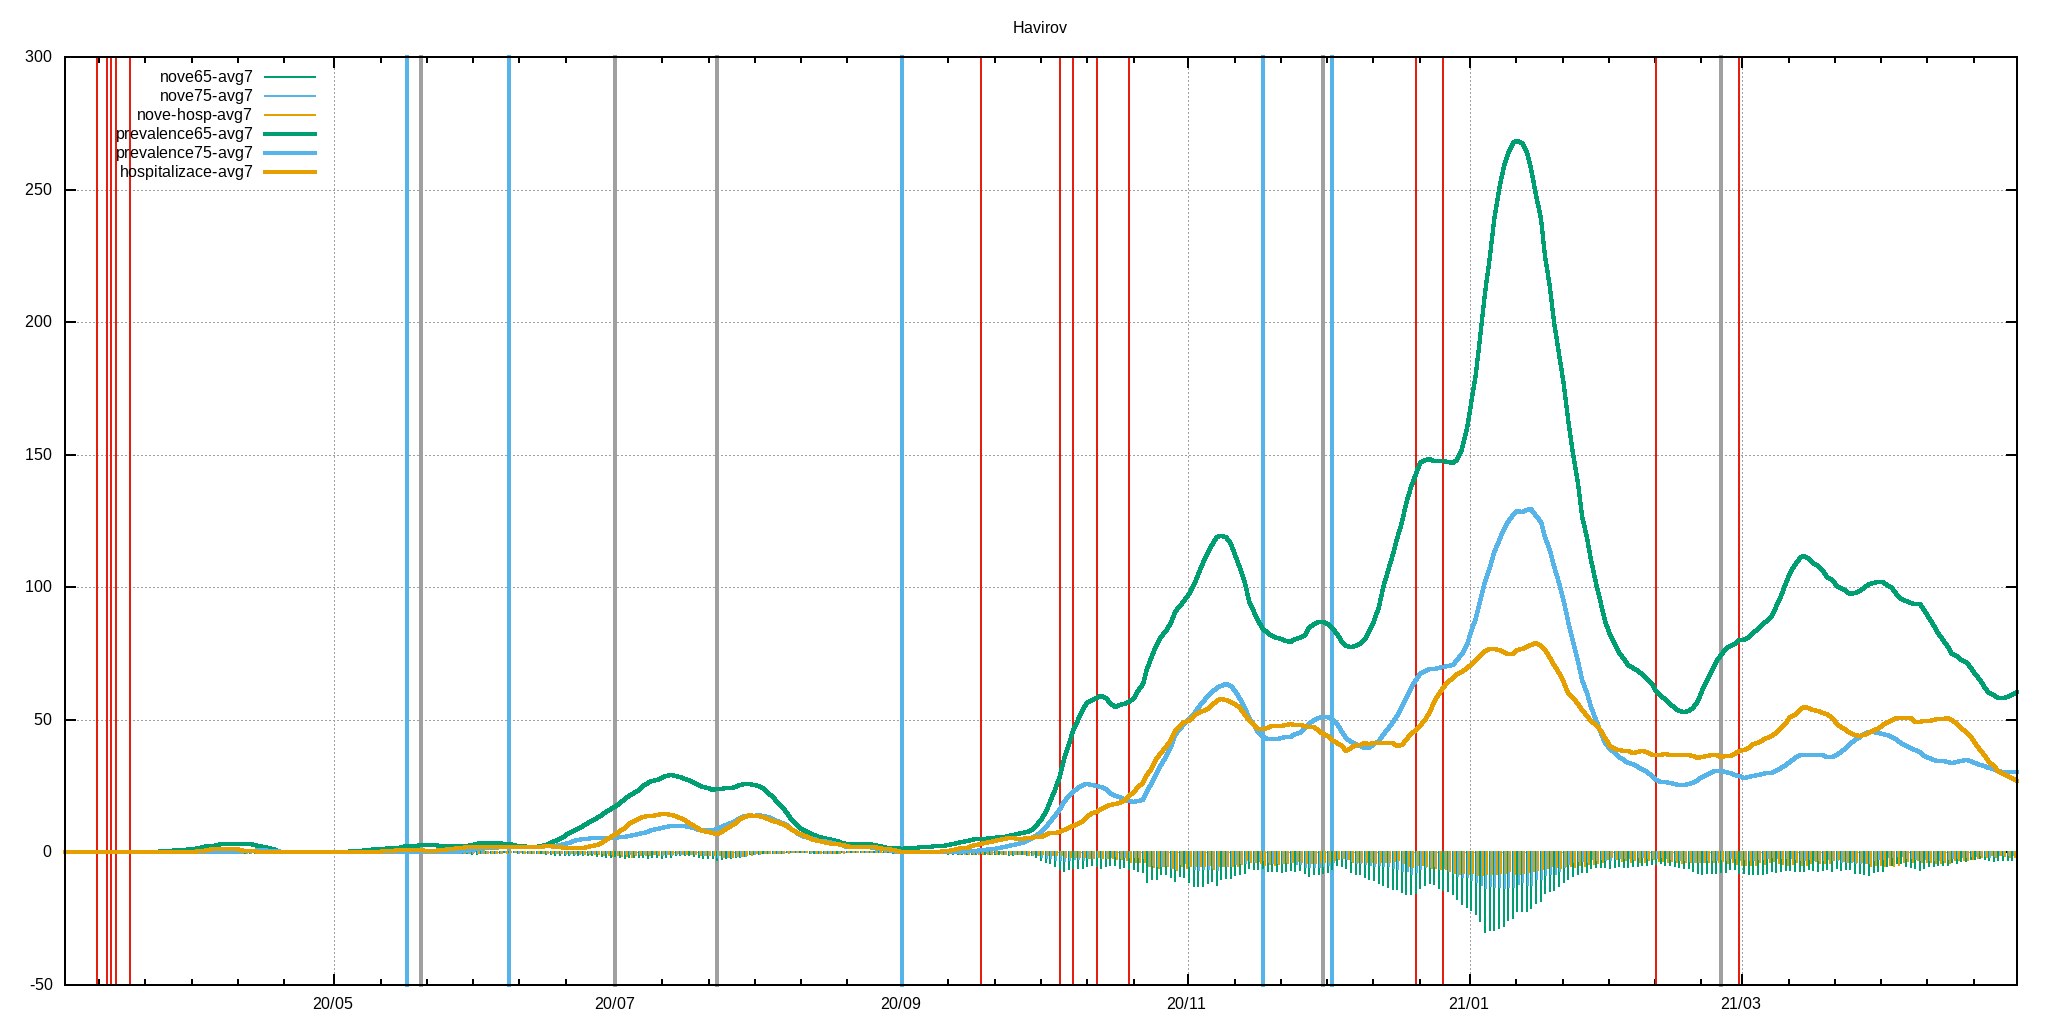 Havirov
300
nove65-avg7
nove75-avg7
nove-hosp-avg7
prevalence65-avg7
prevalence75-avg7
hospitalizace-avg7
250
200
150
100
50
0
-50
20/05 20/07 20/09 20/11 21/01 21/03